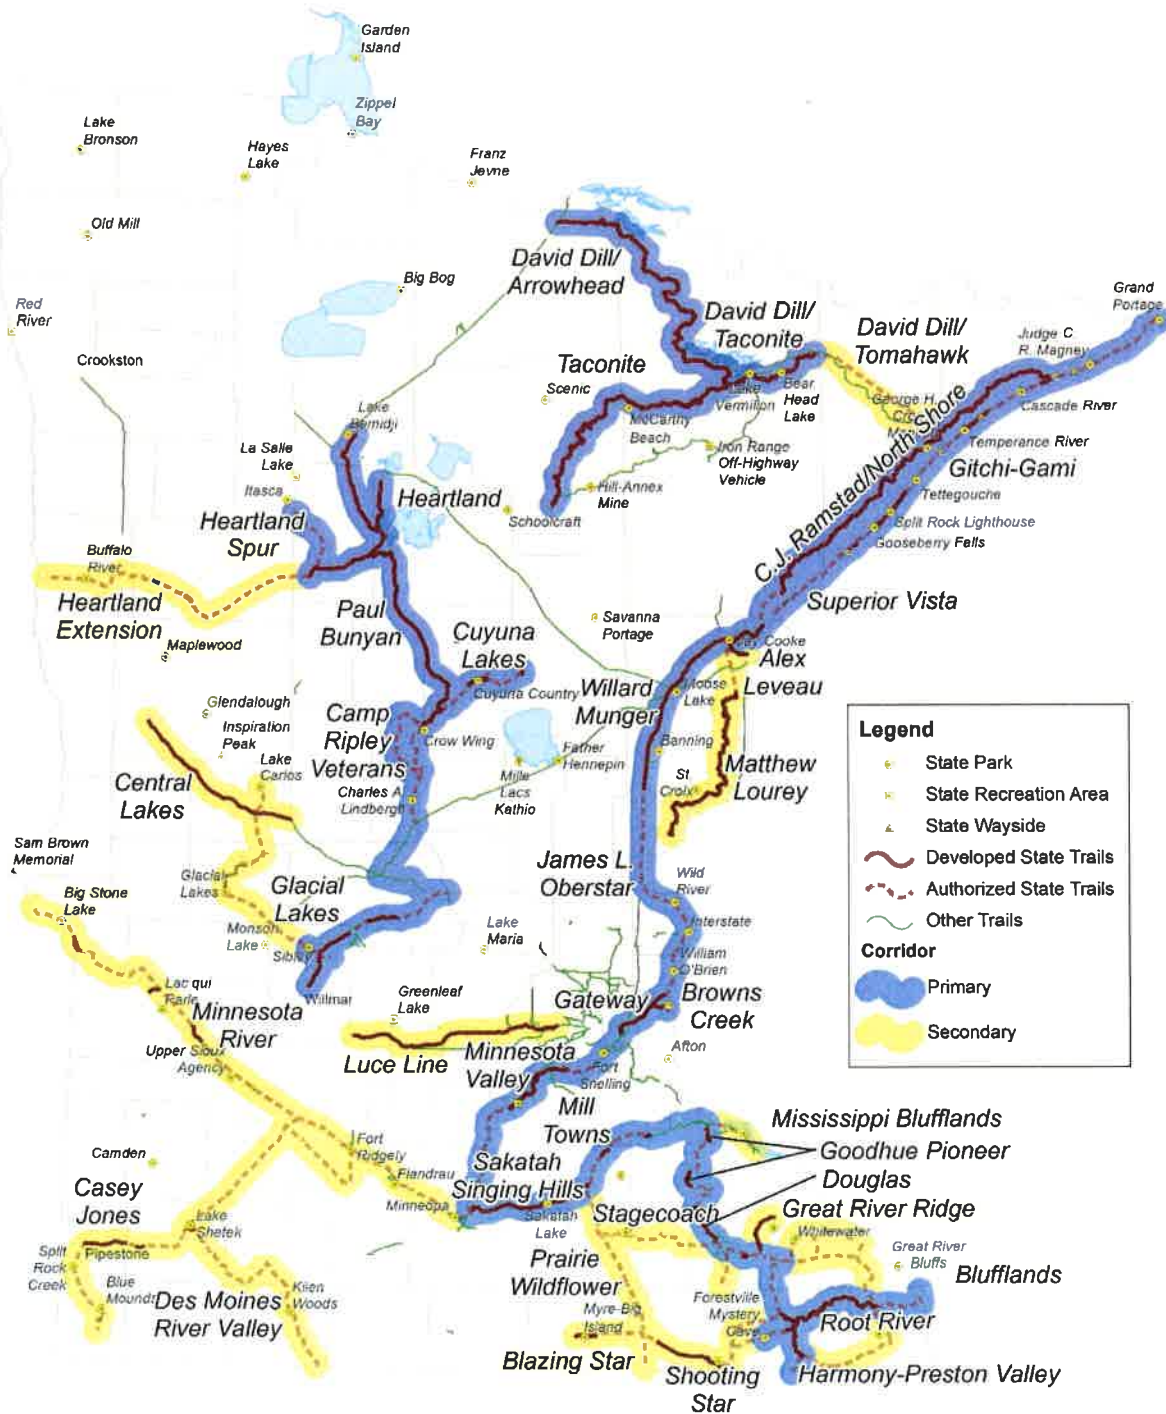 Garden
Island
Zippel
Bay
Lake
Bronson
Hayes
Lake
Franz
Jevne
Old Mill
Big Bog
Red
River
Crookston
David Dill/
Arrowhead
David Dill/
Taconite
David Dill/
Tomahawk
Grand
Portage
Judge C
R. Magney
Taconite
Scenic
Lake
Vermilion
Bear
Head
Lake
McCarthy
Beach
George H.
Cascade River
Temperance River
Gitchi-Gami
Tettegouche
Split Rock Lighthouse
Gooseberry Falls
C.J. Ramstad/North Shore
Iron Range
Off-Highway
Vehicle
Hill-Annex
Mine
Schoolcraft
Lake
Bemidji
La Salle
Lake
Itasca
Heartland
Heartland
Spur
Buffalo
River
Heartland
Extension
Maplewood
Paul
Bunyan
Cuyuna
Lakes
Cuyuna Country
Savanna
Portage
Superior Vista
Jay Cooke
Alex
Leveau
Willard
Munger
Moose
Lake
Banning
St
Croix
Matthew
Lourey
Glendalough
Inspiration
Peak
Lake
Carlos
Central
Lakes
Camp
Ripley
Veterans
Crow Wing
Charles A
Lindbergh
Mille
Lacs
Kathio
Father
Hennepin
Legend
State Park
State Recreation Area
State Wayside
Developed State Trails
Authorized State Trails
Other Trails
Corridor
Primary
Secondary
Sam Brown
Memorial
Big Stone
Lake
Glacial
Lakes
Glacial
Lakes
Monson
Lake
Sibley
Willmar
James L.
Oberstar
Wild
River
Interstate
William
O'Brien
Lake
Maria
Lac qui
Parle
Minnesota
River
Upper Sioux
Agency
Greenleaf
Lake
Luce Line
Gateway
Browns
Creek
Afton
Minnesota
Valley
Fort
Snelling
Mill
Towns
Mississippi Blufflands
Goodhue Pioneer
Douglas
Great River Ridge
Fort
Ridgely
Flandrau
Minneopa
Sakatah
Singing Hills
Sakatah
Lake
Stagecoach
Whitewater
Great River
Bluffs
Blufflands
Camden
Casey
Jones
Lake
Shetek
Split
Rock
Creek
Pipestone
Blue
Mounds
Des Moines
River Valley
Kilen
Woods
Prairie
Wildflower
Myre-Big
Island
Blazing Star
Forestville
Mystery
Cave
Root River
Shooting
Star
Harmony-Preston Valley